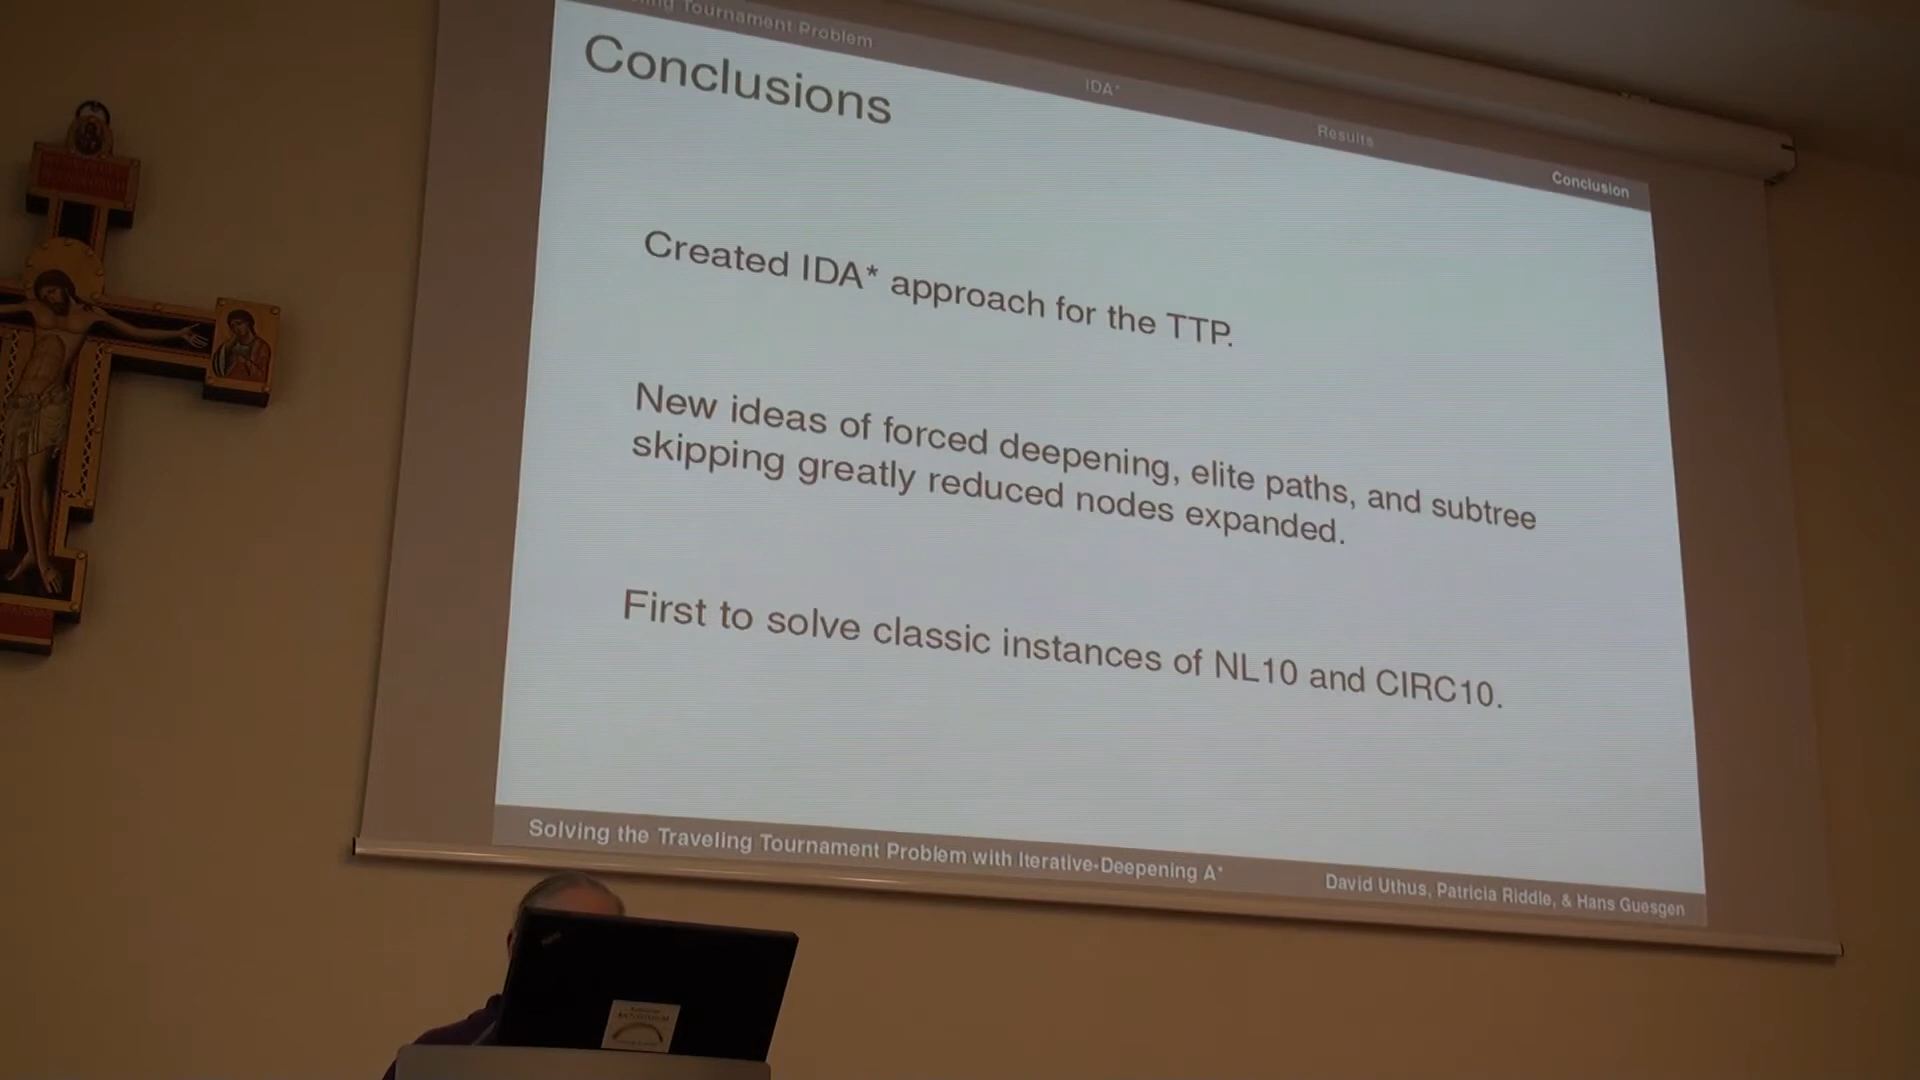 Tournament Problem
IDA*
Results
Conclusion
Conclusions
Created IDA* approach for the TTP.
New ideas of forced deepening, elite paths, and subtree
skipping greatly reduced nodes expanded.
First to solve classic instances of NL10 and CIRC10.
Solving the Traveling Tournament Problem with Iterative-Deepening A*
David Uthus, Patricia Riddle, & Hans Guesgen